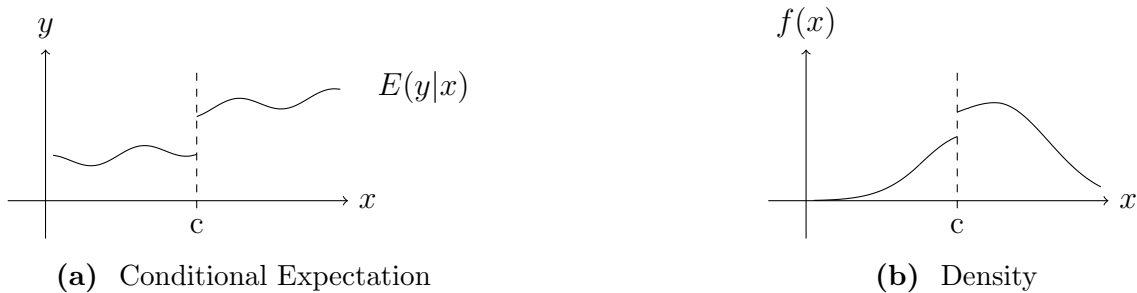 y
E(y|x)
x
c
(a) Conditional Expectation
f(x)
x
c
(b) Density